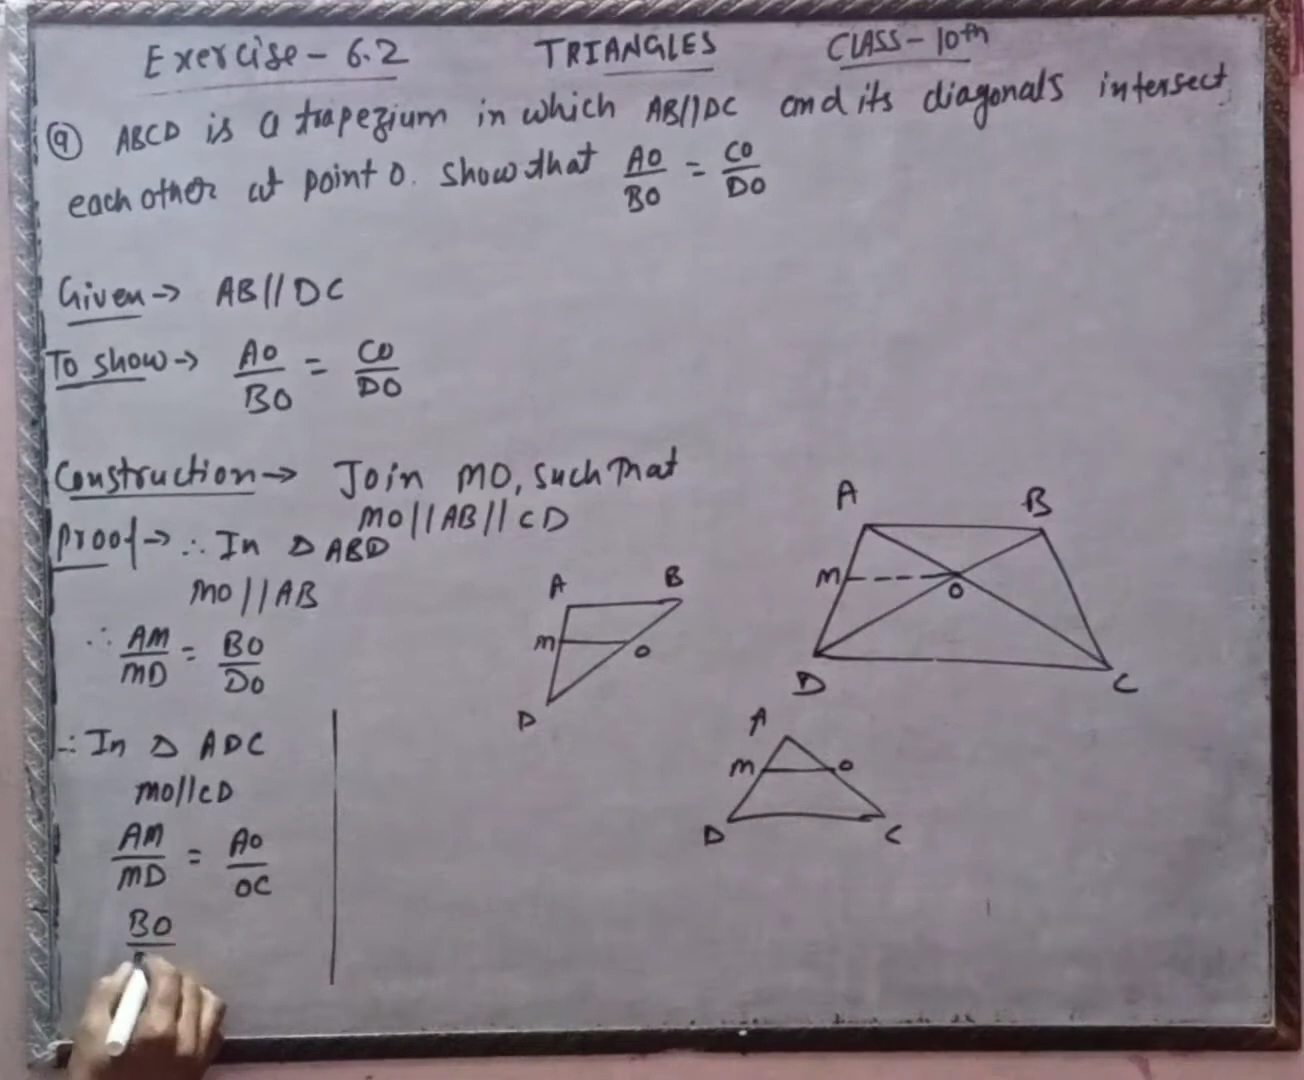 Exercise - 6.2 TRIANGLES CLASS - 10th
⑨ ABCD is a trapezium in which AB//DC and its diagonals intersect
each other at point O. show that AO/BO = CO/DO
Given → AB//DC
To show → AO/BO = CO/DO
Construction → Join MO, such that
MO//AB//CD
Proof → ∴ In △ ABD
MO//AB
∴ AM/MD = BO/DO
∴ In △ ADC
MO//CD
AM/MD = AO/OC
BO
A B
M O
D C
A B
M O
D
A
M O
D C